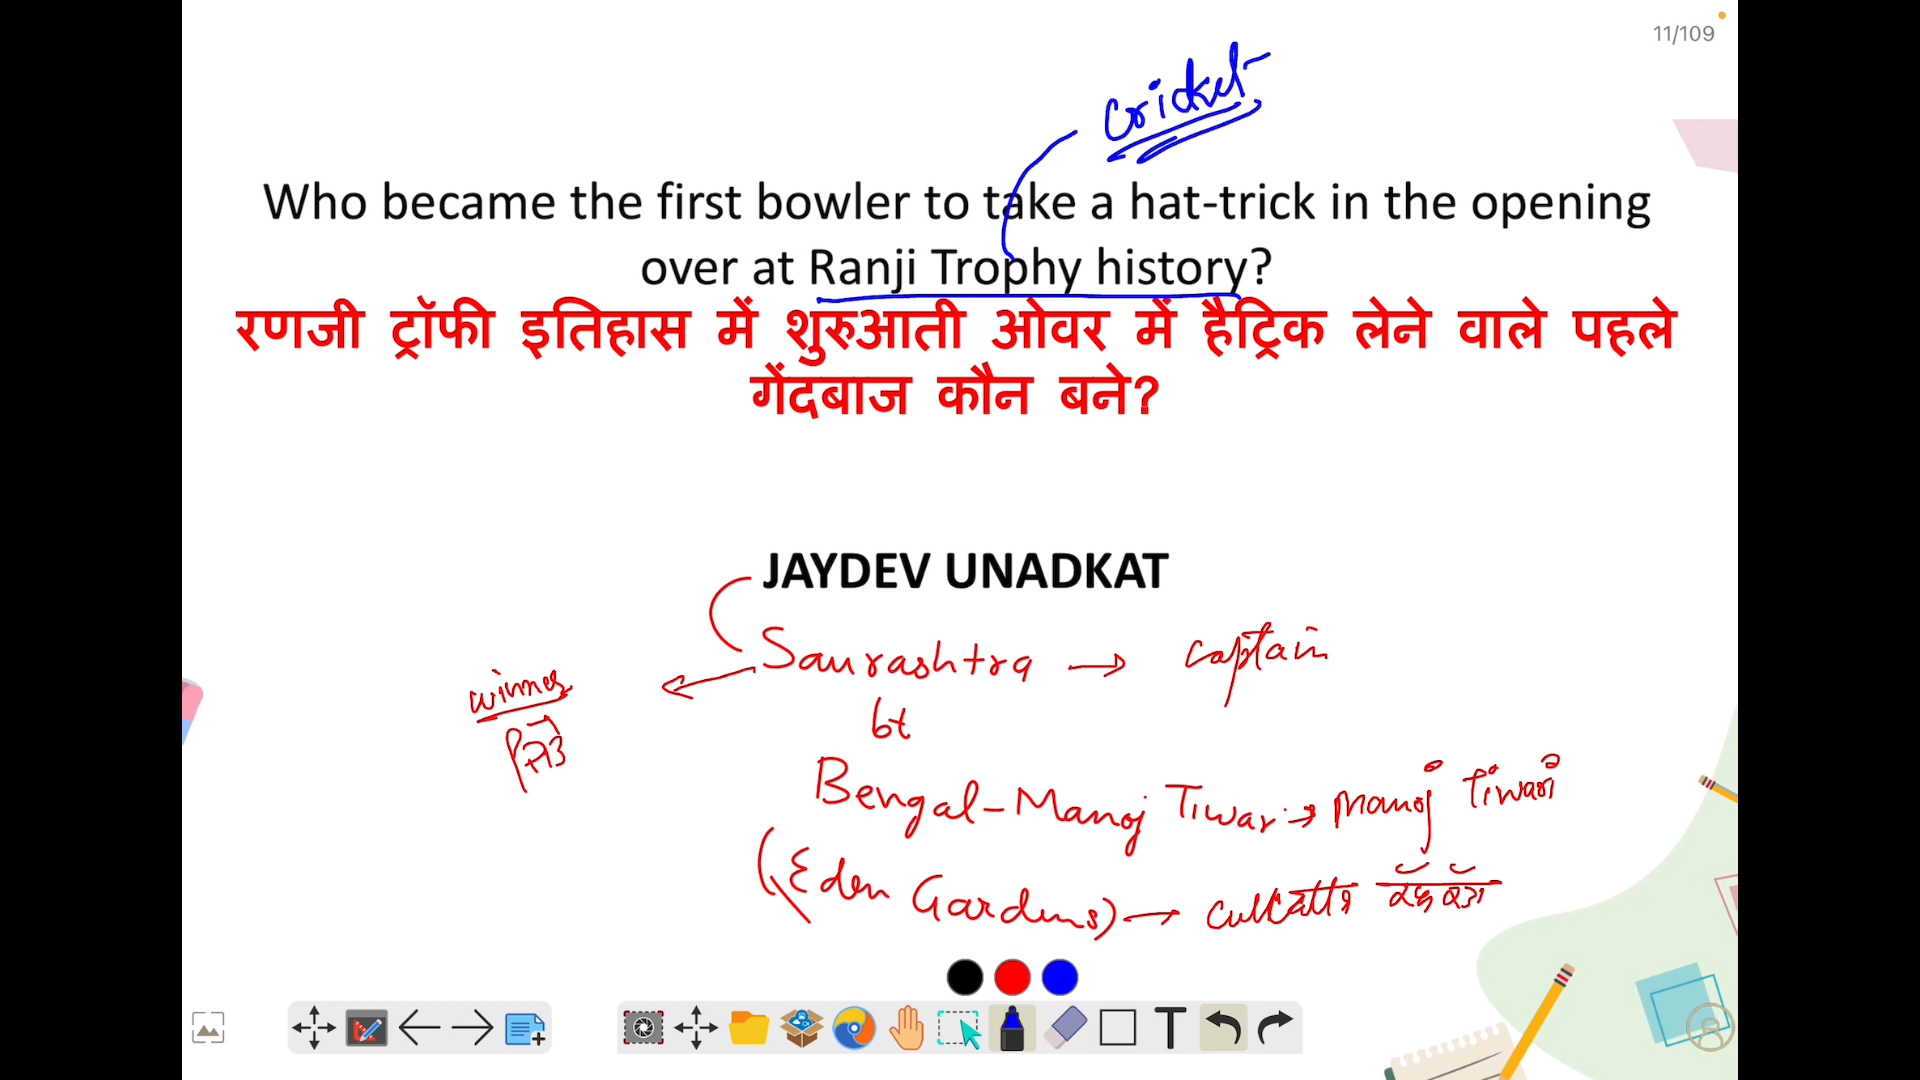 11/109
Cricket
Who became the first bowler to take a hat-trick in the opening
over at Ranji Trophy history?
रणजी ट्रॉफी इतिहास में शुरुआती ओवर में हैट्रिक लेने वाले पहले
गेंदबाज कौन बने?
JAYDEV UNADKAT
Saurashtra → captain
winner
bt
Bengal - Manoj Tiwari → Manoj Tiwari
(Eden Gardens) →
T